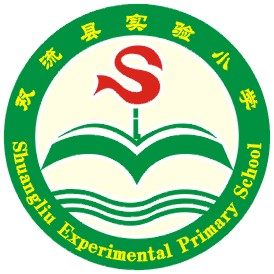 双流县实验小学
Shuangliu Experimental Primary School